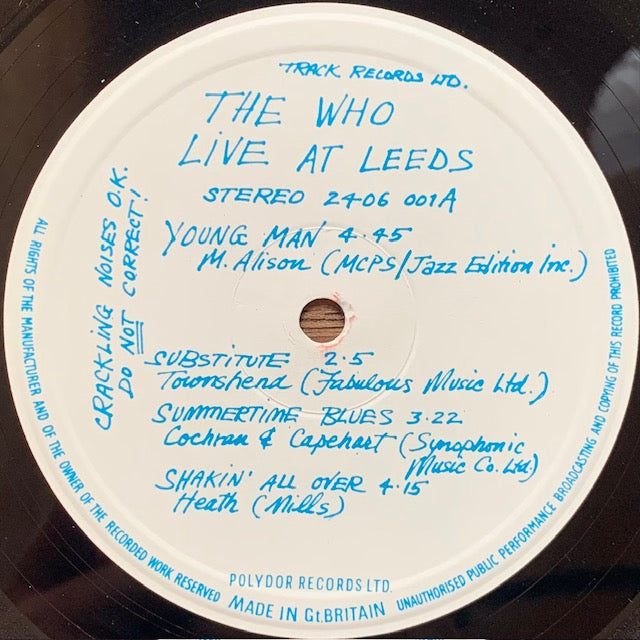 TRACK RECORDS LTD.
THE WHO
LIVE AT LEEDS
STEREO 2406 001A
YOUNG MAN 4.45
M. Alison (MCPS/Jazz Edition Inc.)
SUBSTITUTE 2.5
Townshend (Fabulous Music Ltd.)
SUMMERTIME BLUES 3.22
Cochran & Capehart (Synophonic
Music Co. Ltd.)
SHAKIN' ALL OVER 4.15
Heath (Mills)
CRACKLING NOISES O.K.
DO NOT CORRECT!
POLYDOR RECORDS LTD.
MADE IN Gt. BRITAIN
ALL RIGHTS OF THE MANUFACTURER AND OF THE OWNER OF THE RECORDED WORK RESERVED
UNAUTHORISED PUBLIC PERFORMANCE BROADCASTING AND COPYING OF THIS RECORD PROHIBITED